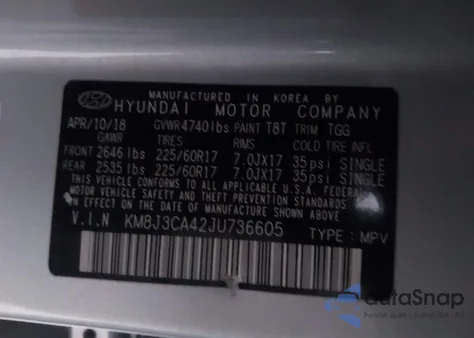 MANUFACTURED IN KOREA BY
HYUNDAI MOTOR COMPANY
APR/10/18 GVWR 4740lbs PAINT T8T TRIM TGG
GAWR TIRES RIMS COLD TIRE INFL
FRONT 2646 lbs 225/60R17 7.0JX17 35psi SINGLE
REAR 2535 lbs 225/60R17 7.0JX17 35psi SINGLE
THIS VEHICLE CONFORMS TO ALL APPLICABLE U.S.A. FEDERAL
MOTOR VEHICLE SAFETY AND THEFT PREVENTION STANDARDS
IN EFFECT ON THE DATE OF MANUFACTURE SHOWN ABOVE.
V.I.N KM8J3CA42JU736605 TYPE : MPV
autoSnap